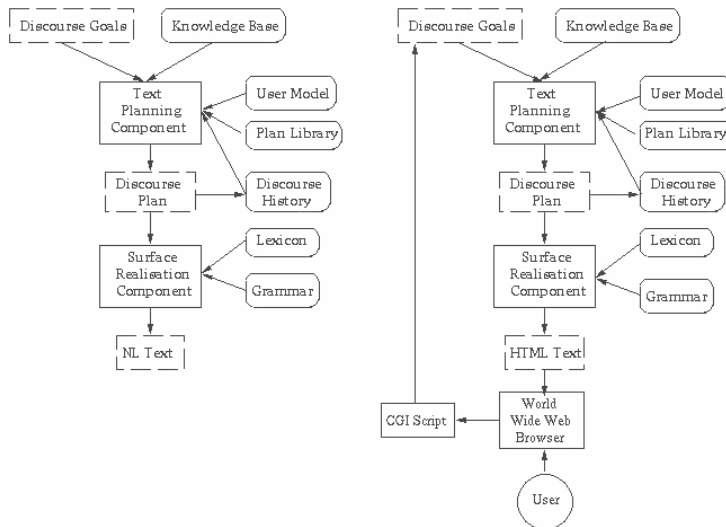 Discourse Goals
Knowledge Base
Text
Planning
Component
User Model
Plan Library
Discourse
Plan
Discourse
History
Surface
Realisation
Component
Lexicon
Grammar
NL Text
Discourse Goals
Knowledge Base
Text
Planning
Component
User Model
Plan Library
Discourse
Plan
Discourse
History
Surface
Realisation
Component
Lexicon
Grammar
HTML Text
CGI Script
World
Wide Web
Browser
User